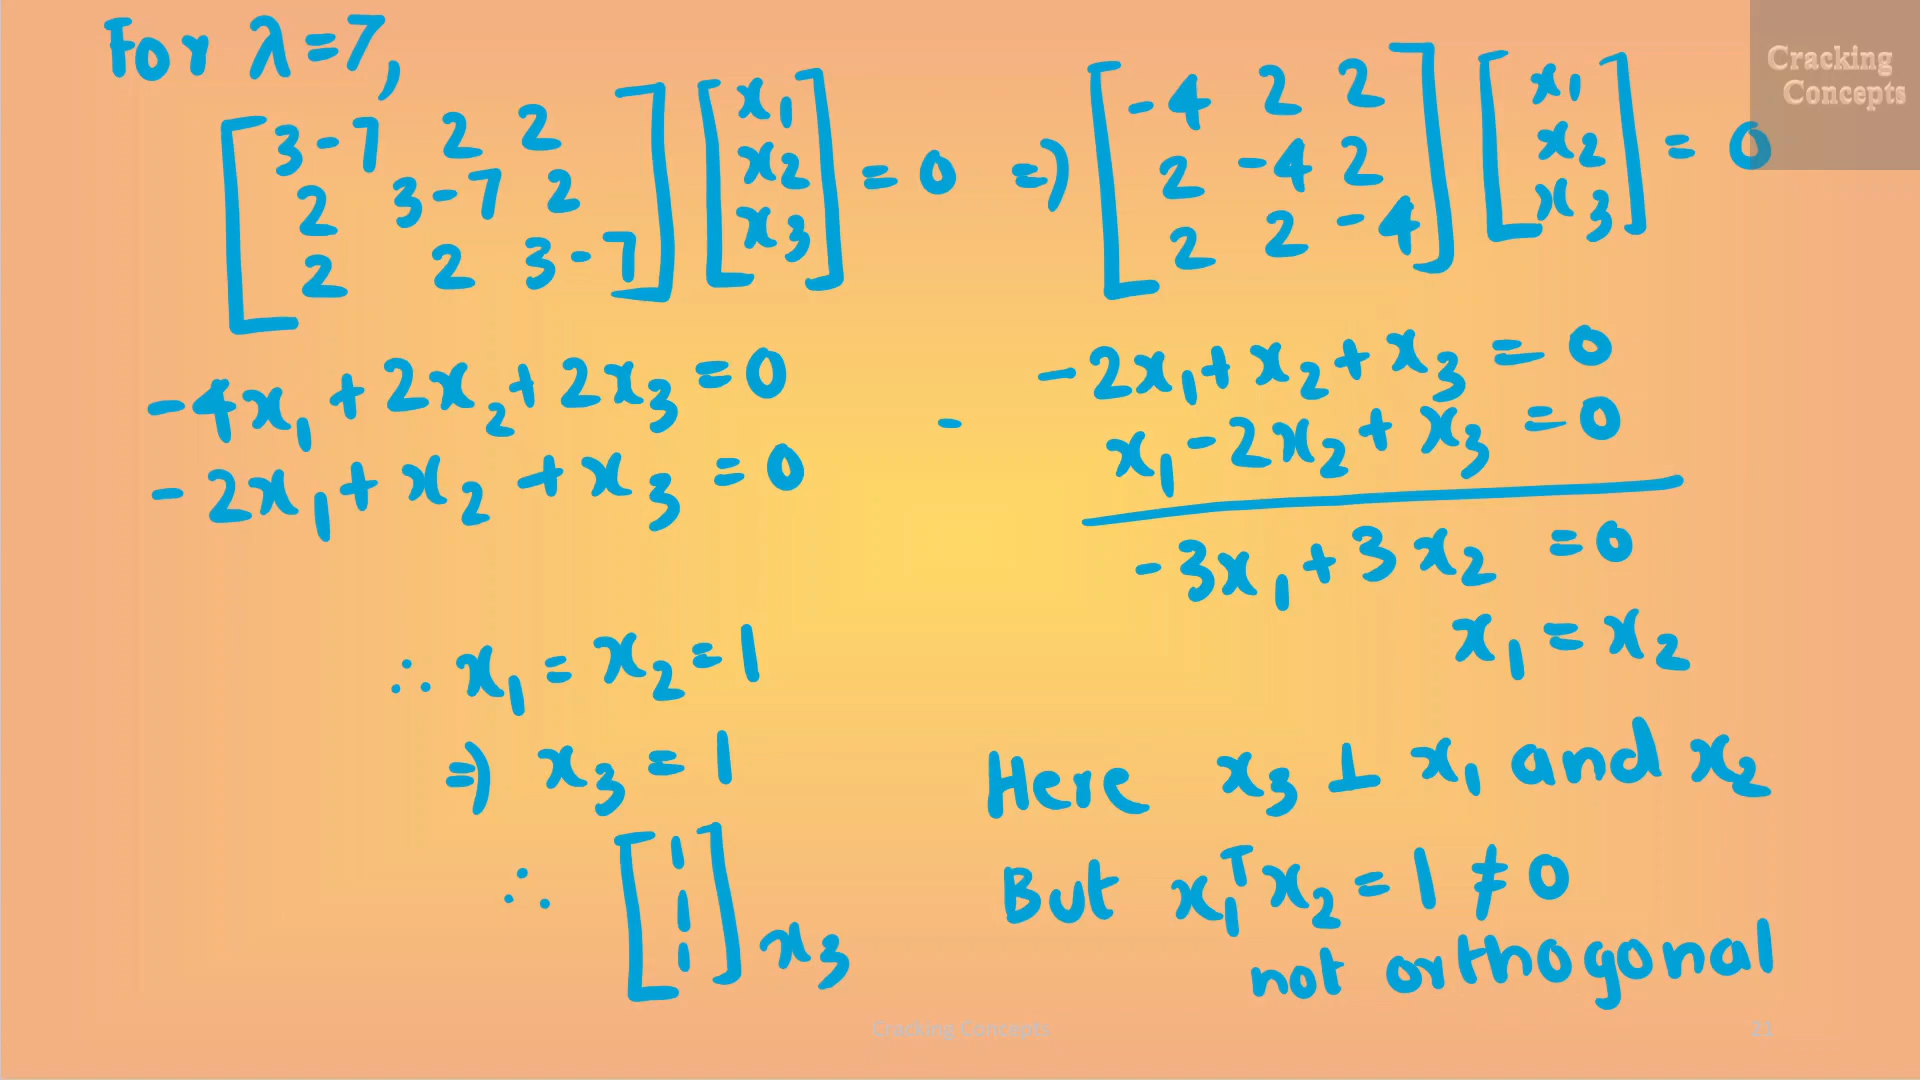 For λ=7,
[3-7 2 2
2 3-7 2
2 2 3-7] [x1
x2
x3] = 0 ⇒) [-4 2 2
2 -4 2
2 2 -4] [x1
x2
x3] = 0
Cracking
Concepts
-4x1 + 2x2 + 2x3 = 0
-2x1 + x2 + x3 = 0
- -2x1 + x2 + x3 = 0
x1 - 2x2 + x3 = 0
-3x1 + 3x2 = 0
x1 = x2
∴ x1 = x2 = 1
⇒) x3 = 1
∴ [1
1
1] x3
Here x3 ⊥ x1 and x2
But x1ᵀx2 = 1 ≠ 0
not orthogonal
Cracking Concepts
23